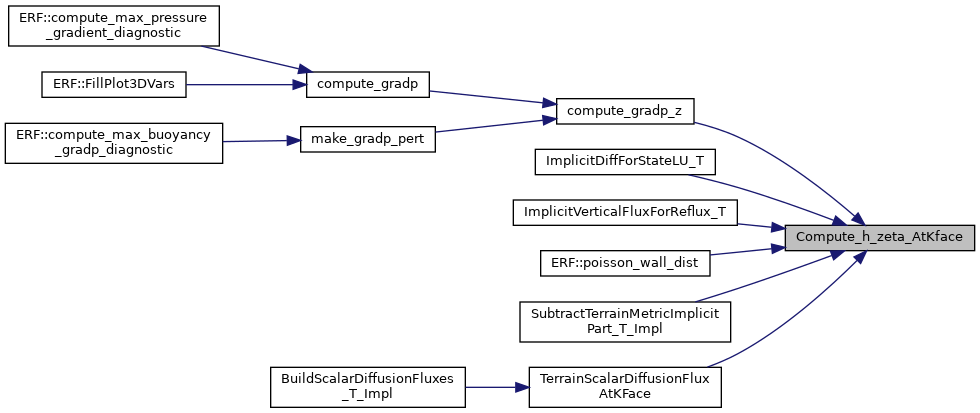 ERF::compute_max_pressure
_gradient_diagnostic
ERF::FillPlot3DVars
compute_gradp
ERF::compute_max_buoyancy
_gradp_diagnostic
make_gradp_pert
compute_gradp_z
ImplicitDiffForStateLU_T
ImplicitVerticalFluxForReflux_T
Compute_h_zeta_AtKface
ERF::poisson_wall_dist
SubtractTerrainMetricImplicit
Part_T_Impl
BuildScalarDiffusionFluxes
_T_Impl
TerrainScalarDiffusionFlux
AtKFace